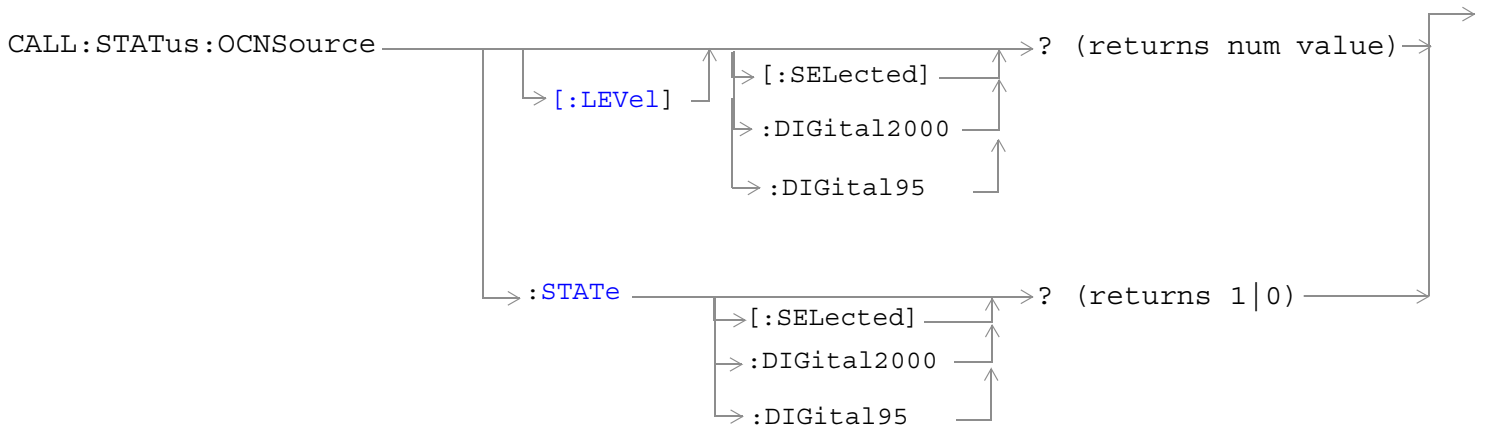 CALL:STATus:OCNSource ? (returns num value)
[:SELected]
[:LEVel]
:DIGital2000
:DIGital95
:STATe ? (returns 1|0)
[:SELected]
:DIGital2000
:DIGital95